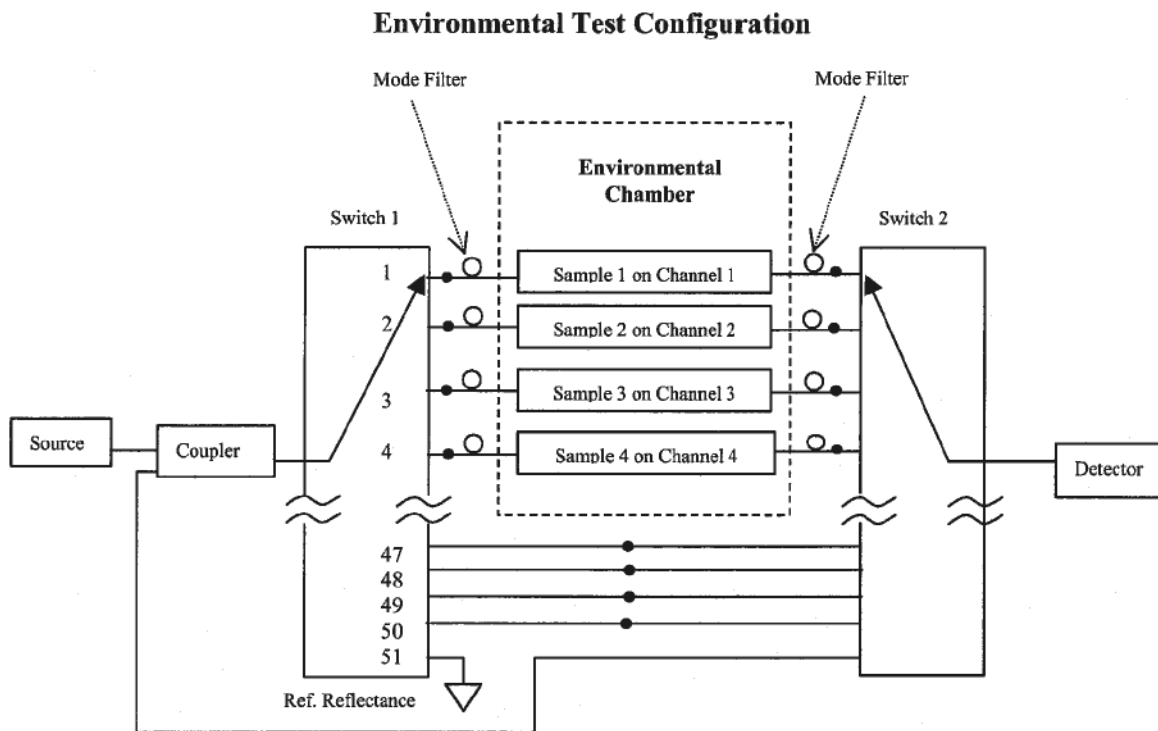 Environmental Test Configuration
Mode Filter
Mode Filter
Environmental
Chamber
Switch 1
Switch 2
1
Sample 1 on Channel 1
2
Sample 2 on Channel 2
3
Sample 3 on Channel 3
Source
Coupler
4
Sample 4 on Channel 4
Detector
47
48
49
50
51
Ref. Reflectance